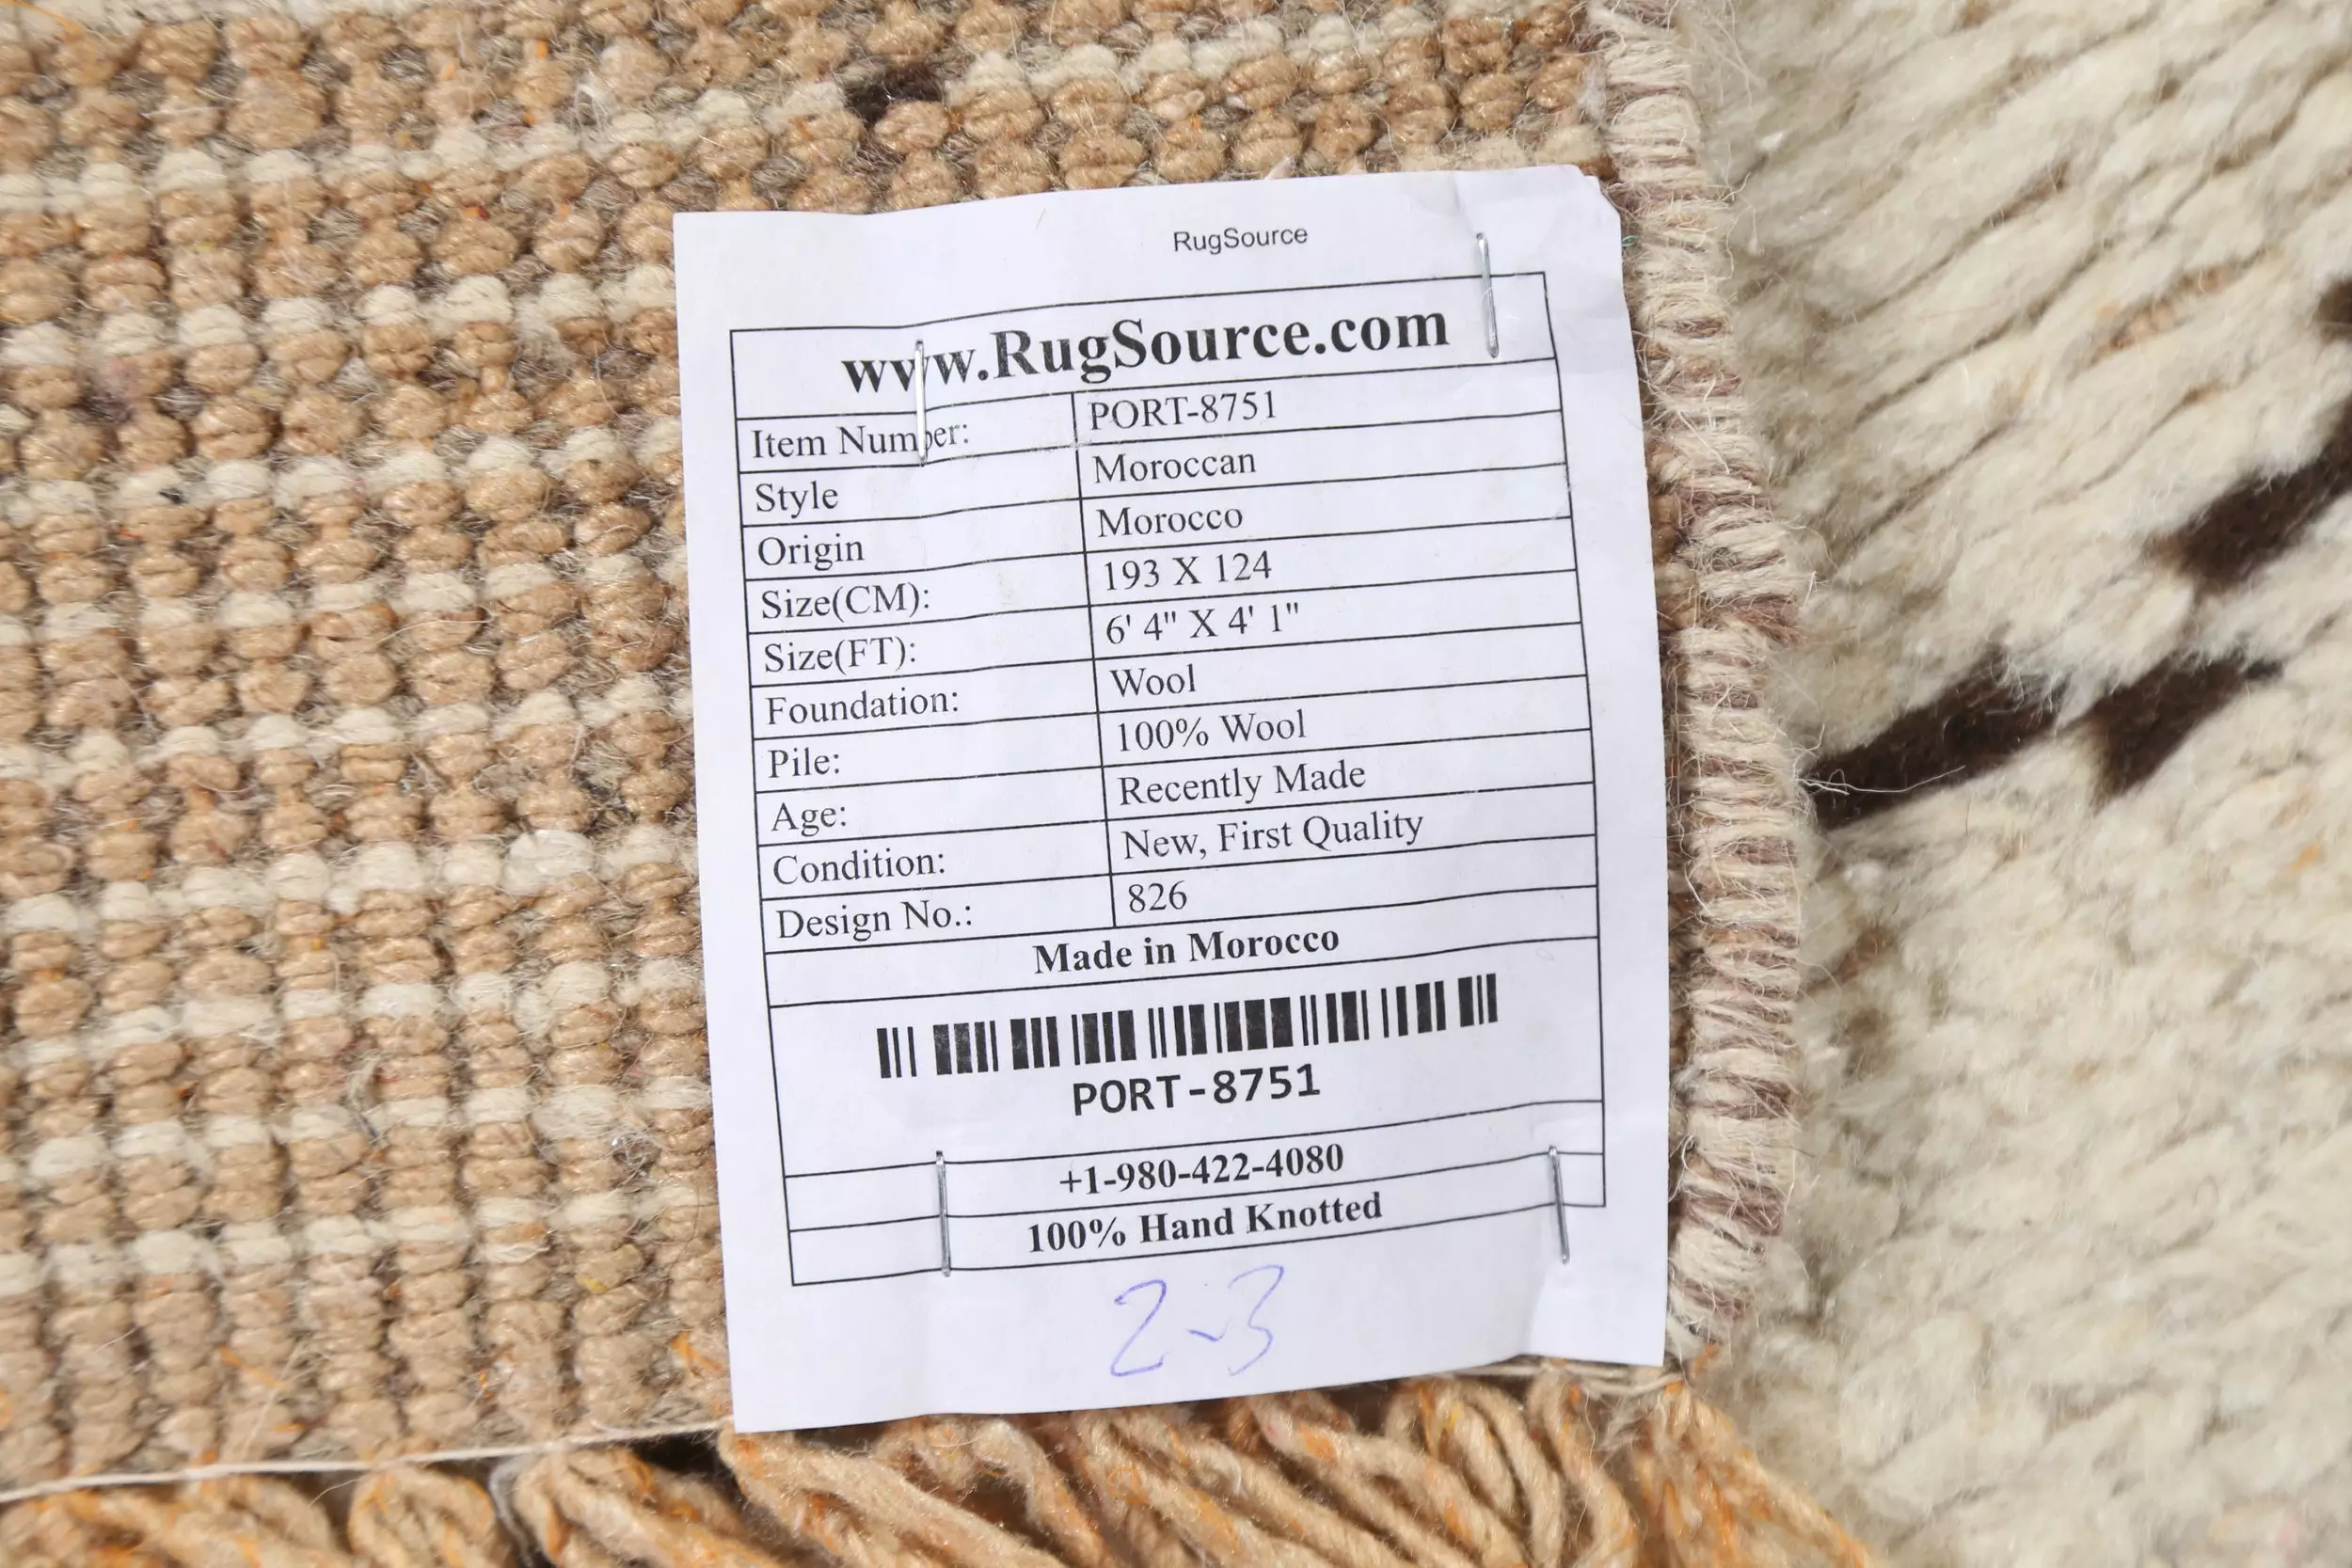 RugSource
www.RugSource.com
Item Number: PORT-8751
Style Moroccan
Origin Morocco
Size(CM): 193 X 124
Size(FT): 6' 4" X 4' 1"
Foundation: Wool
Pile: 100% Wool
Age: Recently Made
Condition: New, First Quality
Design No.: 826
Made in Morocco
PORT-8751
+1-980-422-4080
100% Hand Knotted
2-3